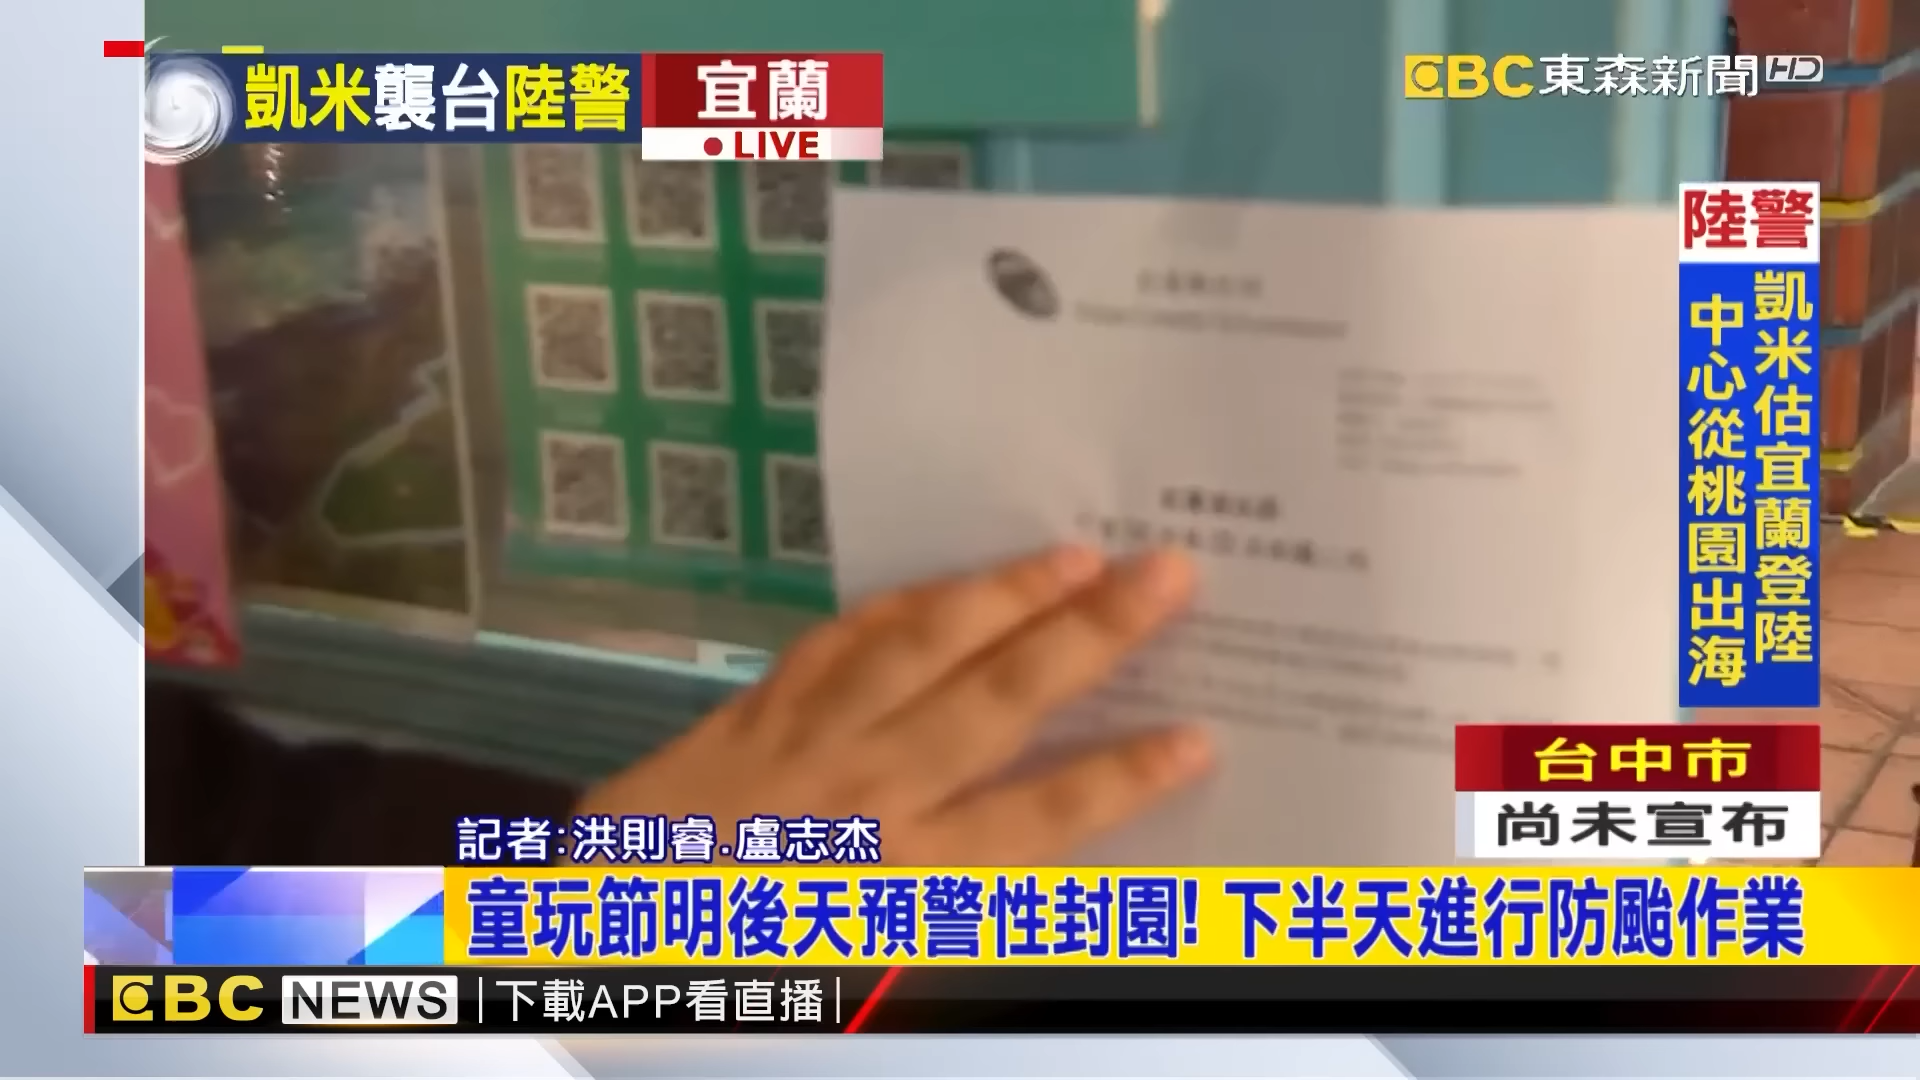 凱米襲台陸警
宜蘭
LIVE
EBC東森新聞HD
陸警
凱米估宜蘭登陸
中心從桃園出海
台中市
尚未宣布
記者:洪則睿.盧志杰
童玩節明後天預警性封園! 下半天進行防颱作業
EBC NEWS |下載APP看直播|